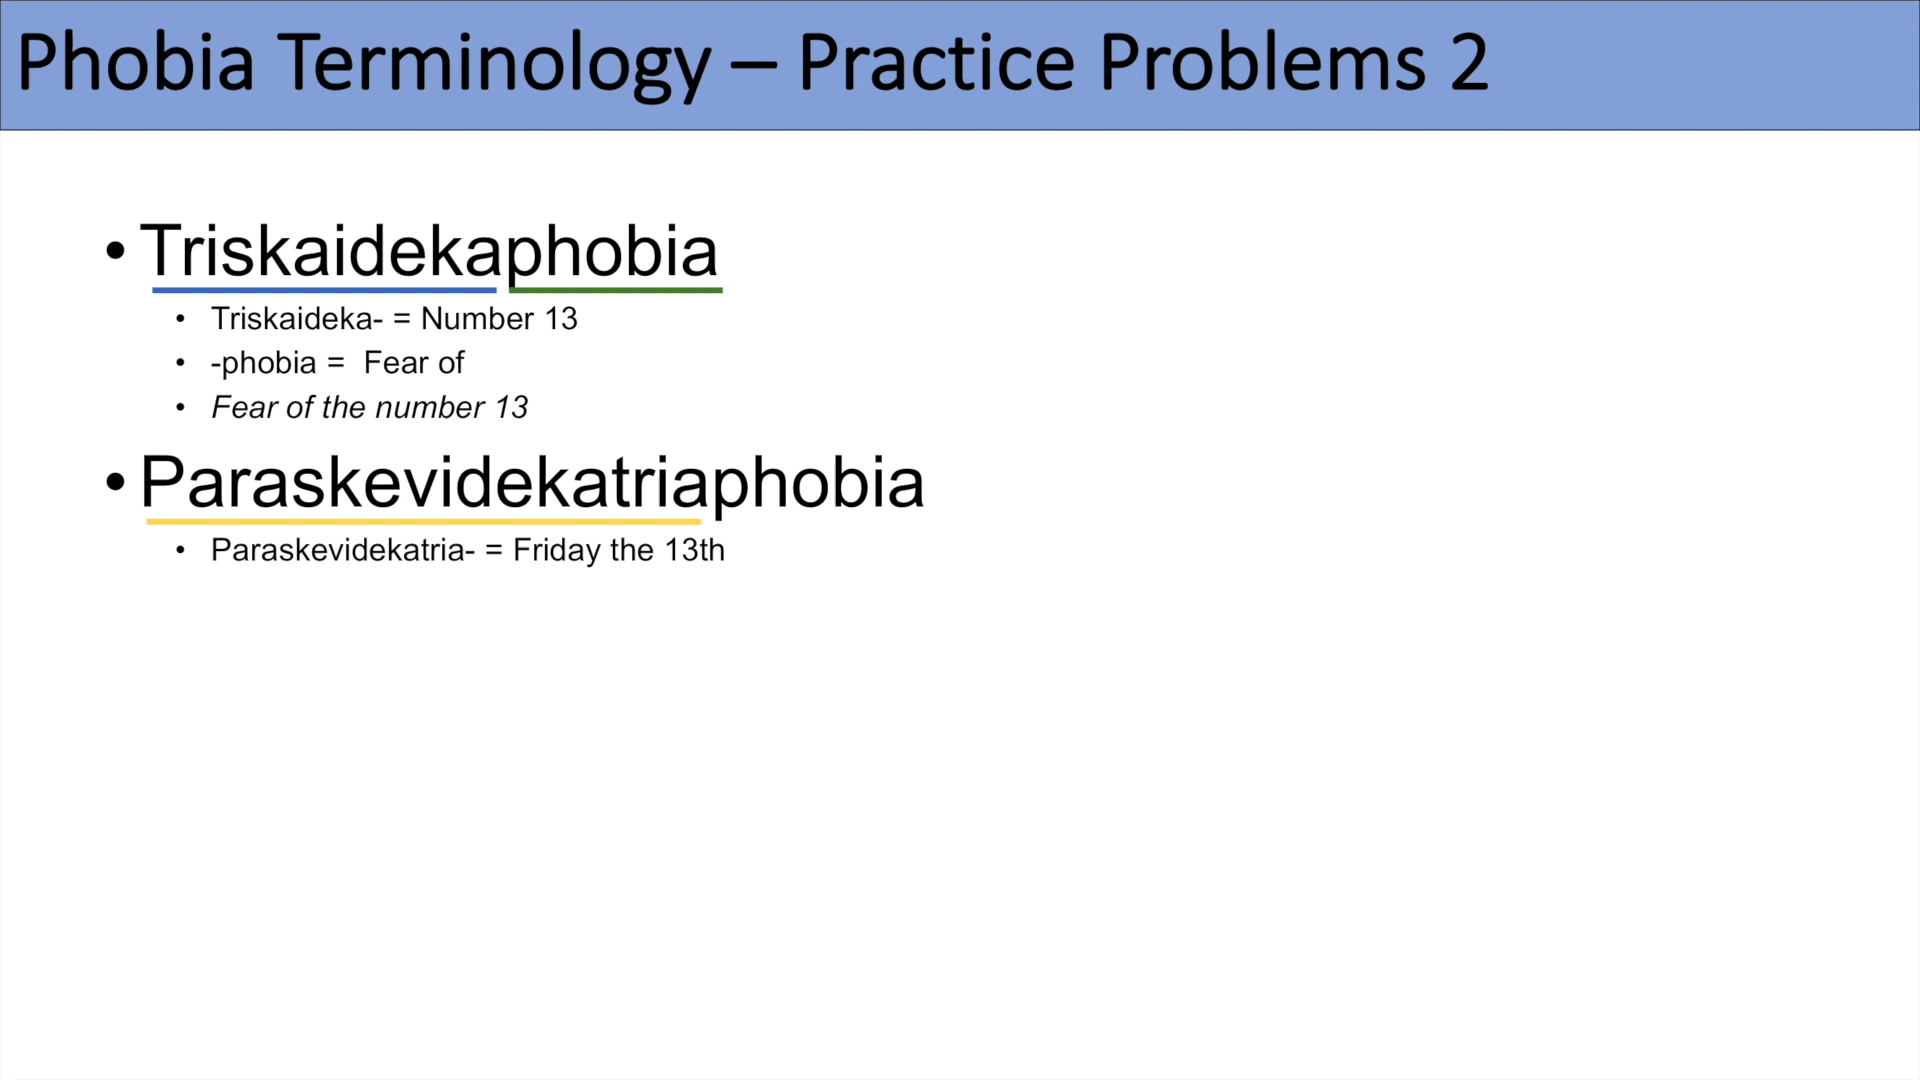 Phobia Terminology – Practice Problems 2
• Triskaidekaphobia
• Triskaideka- = Number 13
• -phobia = Fear of
• Fear of the number 13
• Paraskevidekatriaphobia
• Paraskevidekatria- = Friday the 13th